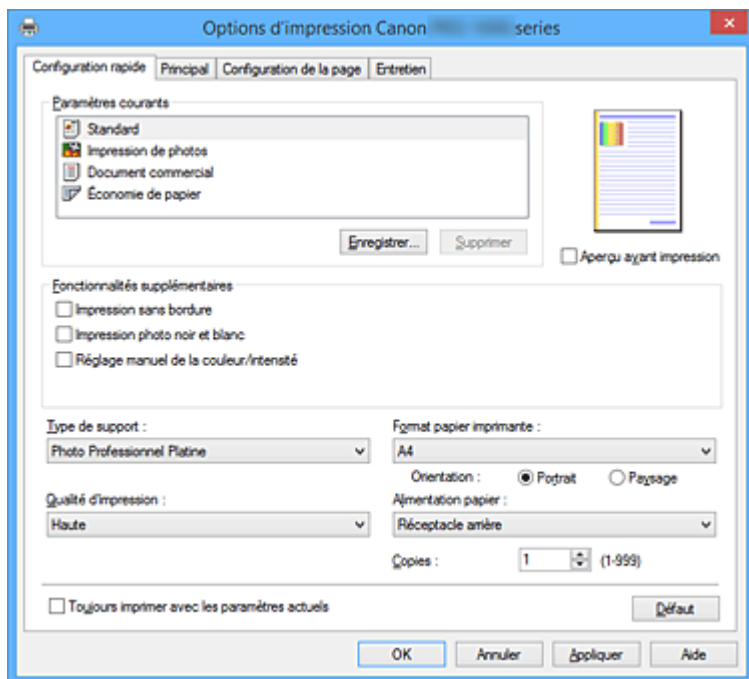 Options d'impression Canon series
Configuration rapide Principal Configuration de la page Entretien
Paramètres courants
Standard
Impression de photos
Document commercial
Économie de papier
Enregistrer... Supprimer
Aperçu avant impression
Fonctionnalités supplémentaires
Impression sans bordure
Impression photo noir et blanc
Réglage manuel de la couleur/intensité
Type de support :
Photo Professionnel Platine
Format papier imprimante :
A4
Orientation : Portrait Paysage
Qualité d'impression :
Haute
Alimentation papier :
Réceptacle arrière
Copies : 1 (1-999)
Toujours imprimer avec les paramètres actuels
Défaut
OK Annuler Appliquer Aide